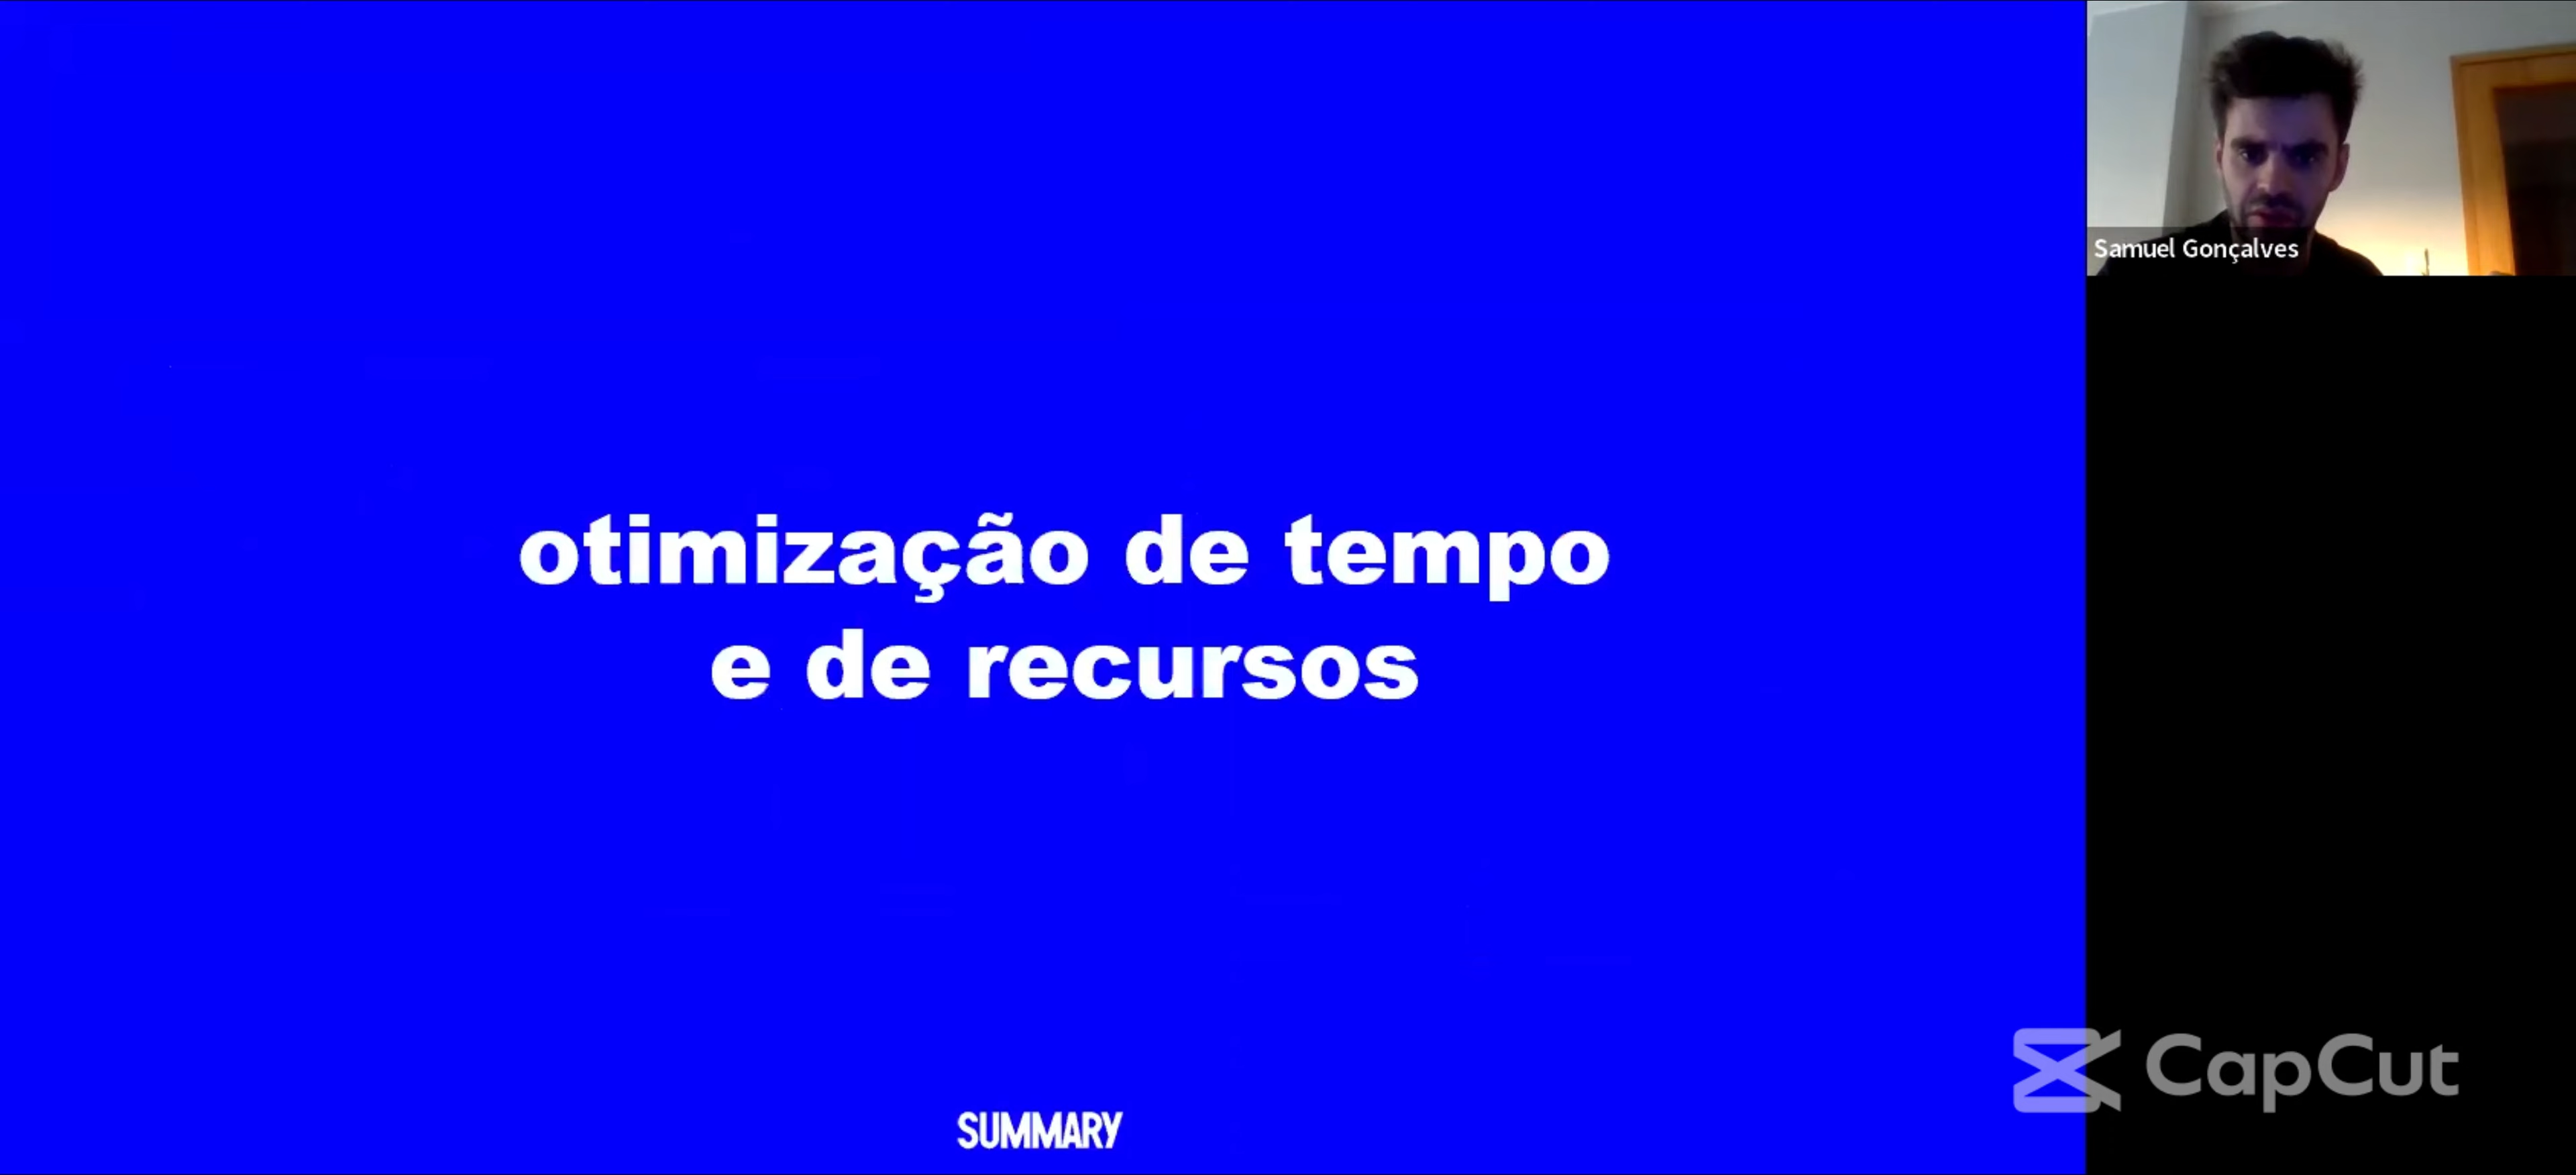 otimização de tempo
e de recursos
Samuel Gonçalves
CapCut
SUMMARY